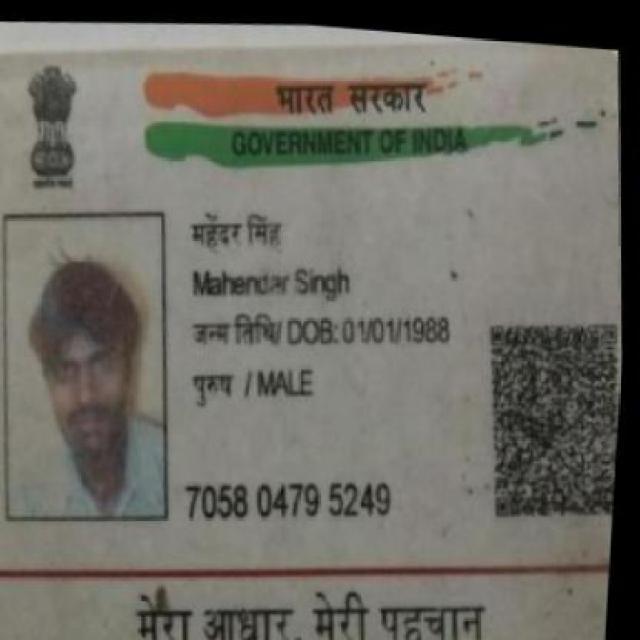 भारत सरकार
GOVERNMENT OF INDIA
महेंदर सिंह
Mahendar Singh
जन्म तिथि/ DOB: 01/01/1988
पुरुष / MALE
7058 0479 5249
मेरा आधार, मेरी पहचान